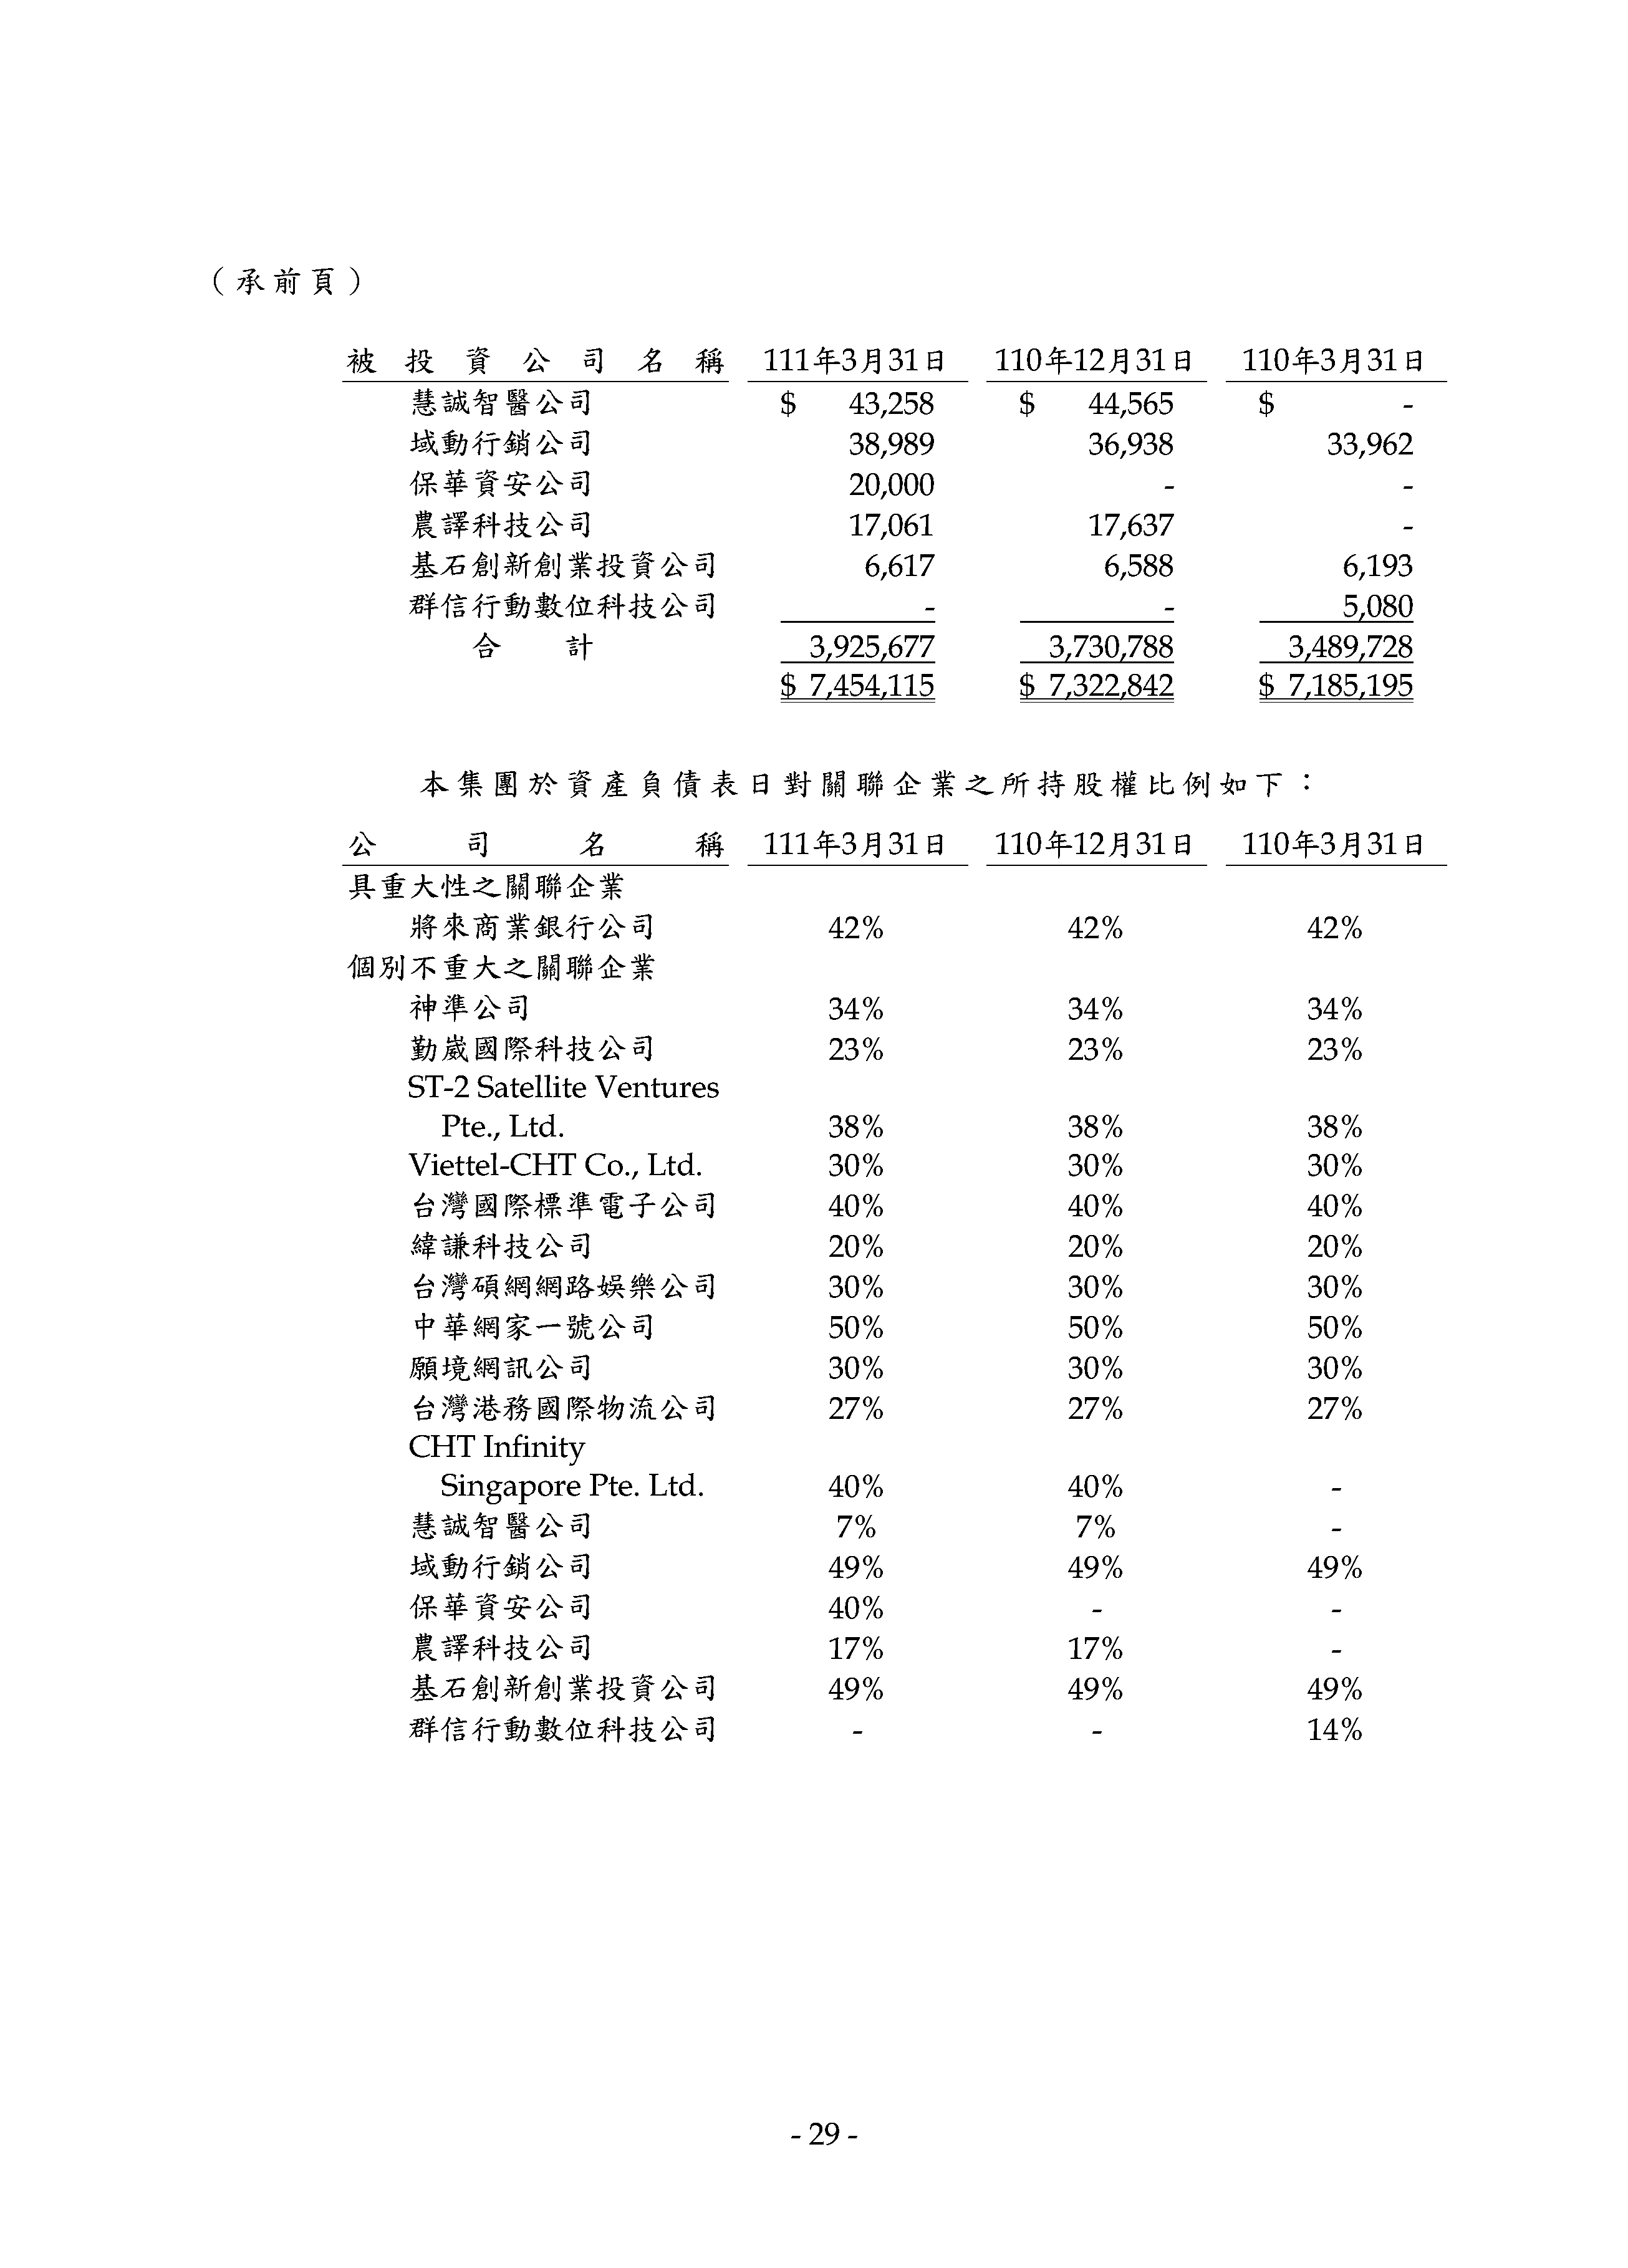 （承前頁）
被投資公司名稱 111年3月31日 110年12月31日 110年3月31日
慧誠智醫公司 $ 43,258 $ 44,565 $ -
域動行銷公司 38,989 36,938 33,962
保華資安公司 20,000 - -
農譯科技公司 17,061 17,637 -
基石創新創業投資公司 6,617 6,588 6,193
群信行動數位科技公司 - - 5,080
合計 3,925,677 3,730,788 3,489,728
$ 7,454,115 $ 7,322,842 $ 7,185,195
本集團於資產負債表日對關聯企業之所持股權比例如下：
公司名稱 111年3月31日 110年12月31日 110年3月31日
具重大性之關聯企業
將來商業銀行公司 42% 42% 42%
個別不重大之關聯企業
神準公司 34% 34% 34%
勤崴國際科技公司 23% 23% 23%
ST-2 Satellite Ventures
Pte., Ltd. 38% 38% 38%
Viettel-CHT Co., Ltd. 30% 30% 30%
台灣國際標準電子公司 40% 40% 40%
緯謙科技公司 20% 20% 20%
台灣碩網網路娛樂公司 30% 30% 30%
中華網家一號公司 50% 50% 50%
願境網訊公司 30% 30% 30%
台灣港務國際物流公司 27% 27% 27%
CHT Infinity
Singapore Pte. Ltd. 40% 40% -
慧誠智醫公司 7% 7% -
域動行銷公司 49% 49% 49%
保華資安公司 40% - -
農譯科技公司 17% 17% -
基石創新創業投資公司 49% 49% 49%
群信行動數位科技公司 - - 14%
- 29 -